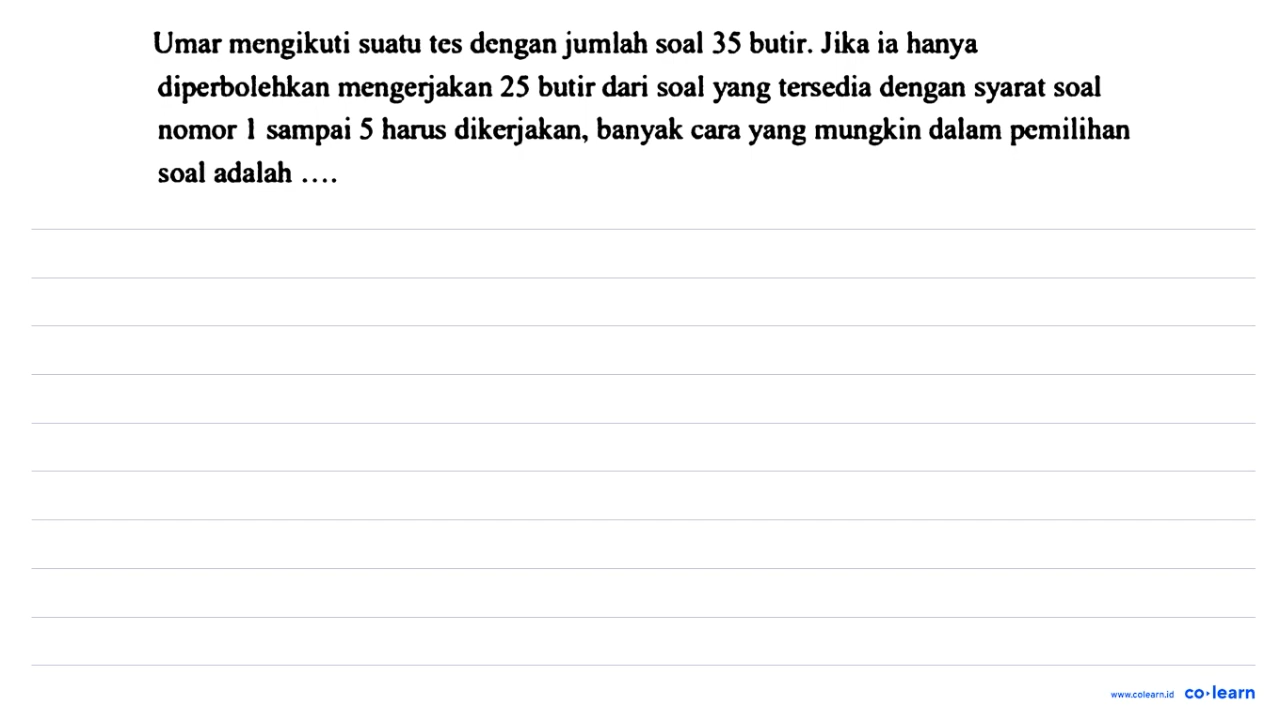 Umar mengikuti suatu tes dengan jumlah soal 35 butir. Jika ia hanya
diperbolehkan mengerjakan 25 butir dari soal yang tersedia dengan syarat soal
nomor 1 sampai 5 harus dikerjakan, banyak cara yang mungkin dalam pemilihan
soal adalah ....
www.colearn.id co·learn